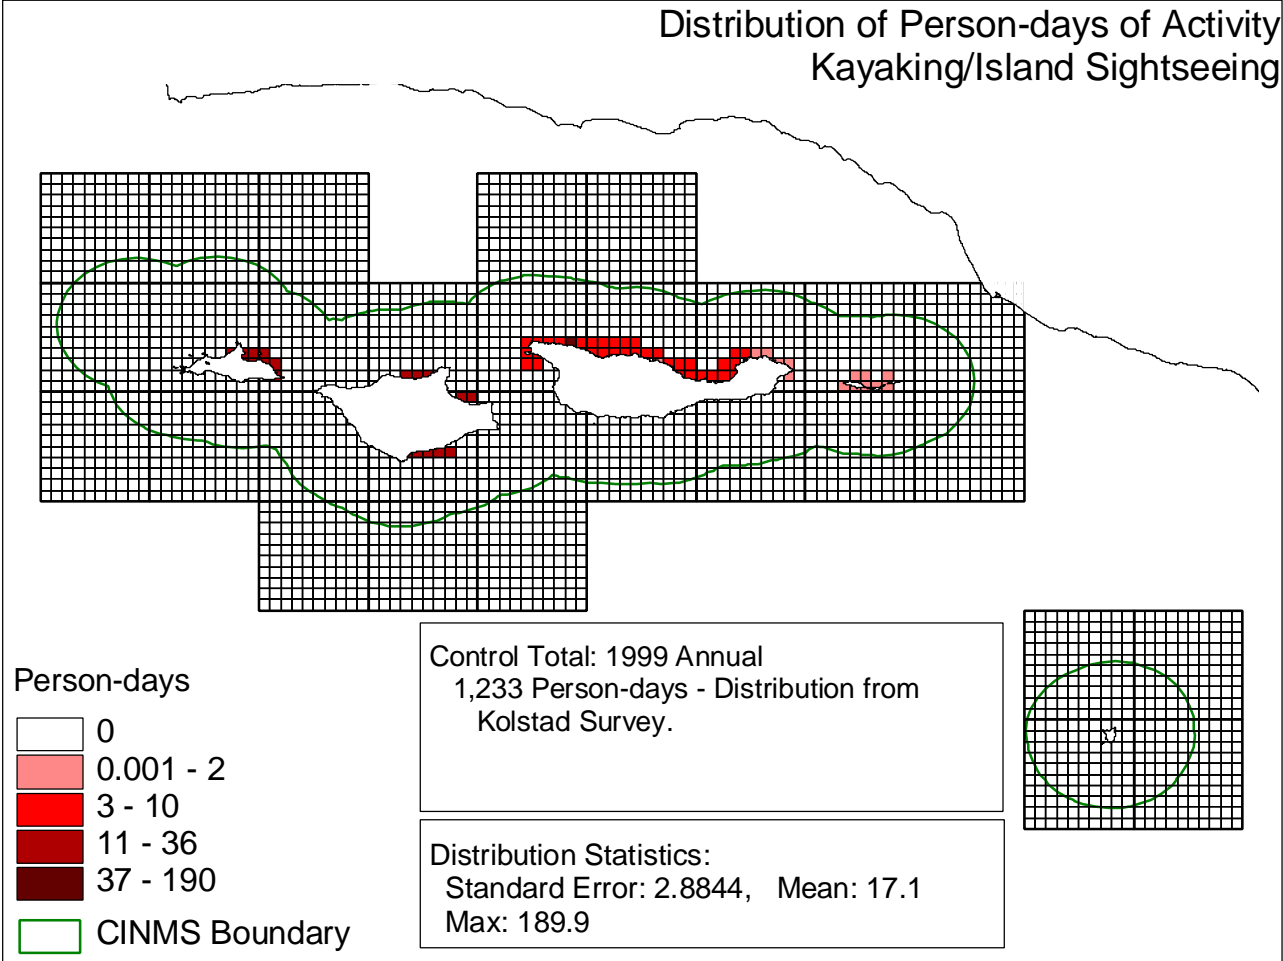 Distribution of Person-days of Activity
Kayaking/Island Sightseeing
Person-days
0
0.001 - 2
3 - 10
11 - 36
37 - 190
CINMS Boundary
Control Total: 1999 Annual
1,233 Person-days - Distribution from
Kolstad Survey.
Distribution Statistics:
Standard Error: 2.8844, Mean: 17.1
Max: 189.9